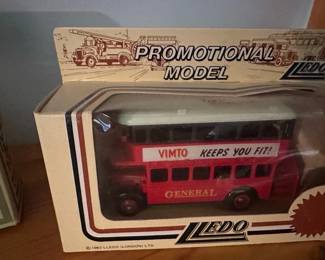 PROMOTIONAL
MODEL
LLEDO
VIMTO KEEPS YOU FIT!
GENERAL
LLEDO